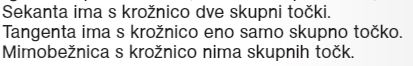 Sekanta ima s krožnico dve skupni točki.
Tangenta ima s krožnico eno samo skupno točko.
Mimobežnica s krožnico nima skupnih točk.